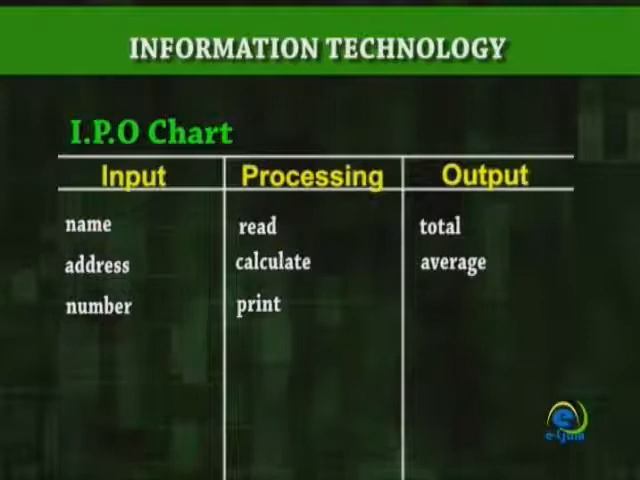 INFORMATION TECHNOLOGY
I.P.O Chart
Input Processing Output
name read total
address calculate average
number print
e